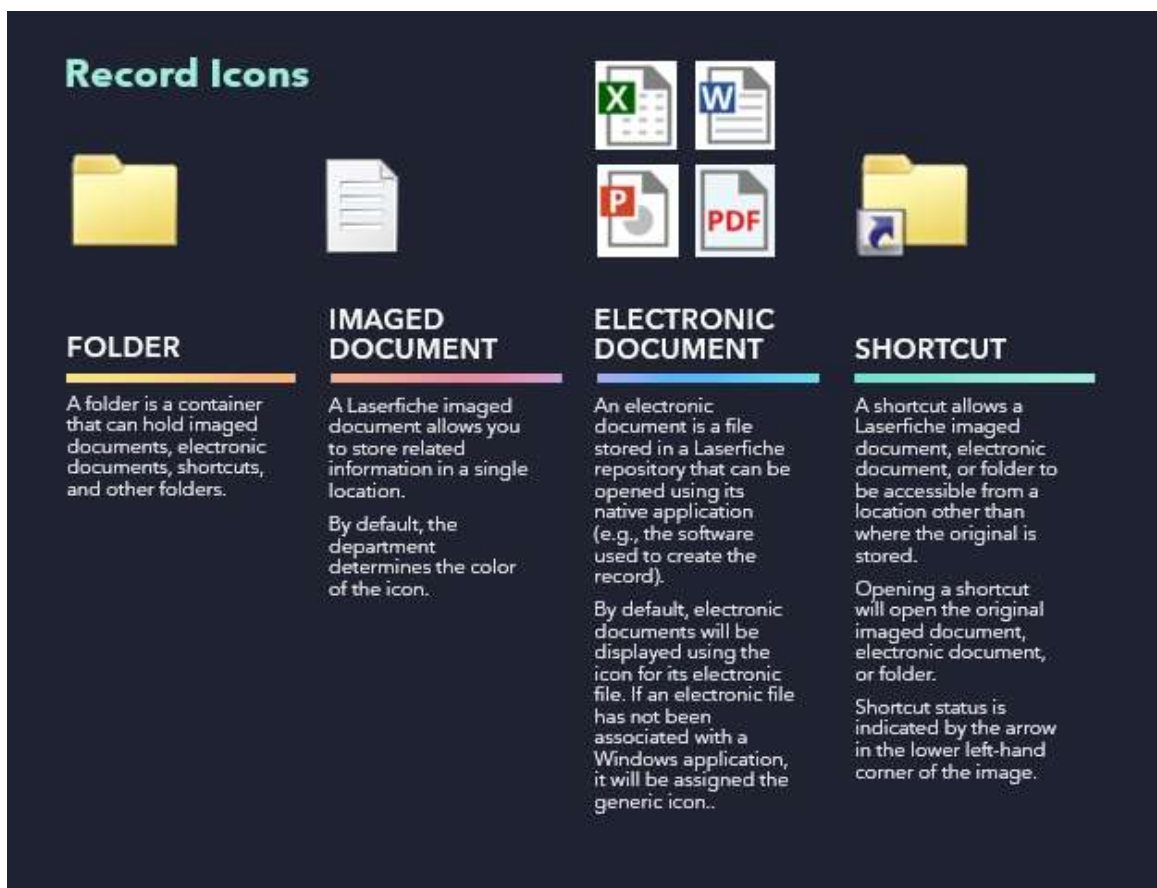 Record Icons
X
W
P
PDF
FOLDER
A folder is a container
that can hold imaged
documents, electronic
documents, shortcuts,
and other folders.
IMAGED
DOCUMENT
A Laserfiche imaged
document allows you
to store related
information in a single
location.
By default, the
department
determines the color
of the icon.
ELECTRONIC
DOCUMENT
An electronic
document is a file
stored in a Laserfiche
repository that can be
opened using its
native application
(e.g., the software
used to create the
record).
By default, electronic
documents will be
displayed using the
icon for its electronic
file. If an electronic file
has not been
associated with a
Windows application,
it will be assigned the
generic icon..
SHORTCUT
A shortcut allows a
Laserfiche imaged
document, electronic
document, or folder to
be accessible from a
location other than
where the original is
stored.
Opening a shortcut
will open the original
imaged document,
electronic document,
or folder.
Shortcut status is
indicated by the arrow
in the lower left-hand
corner of the image.